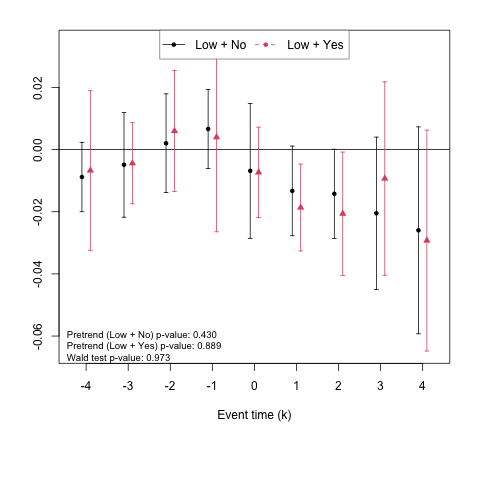 Low + No Low + Yes
0.02
0.00
-0.02
-0.04
-0.06
Pretrend (Low + No) p-value: 0.430
Pretrend (Low + Yes) p-value: 0.889
Wald test p-value: 0.973
-4 -3 -2 -1 0 1 2 3 4
Event time (k)